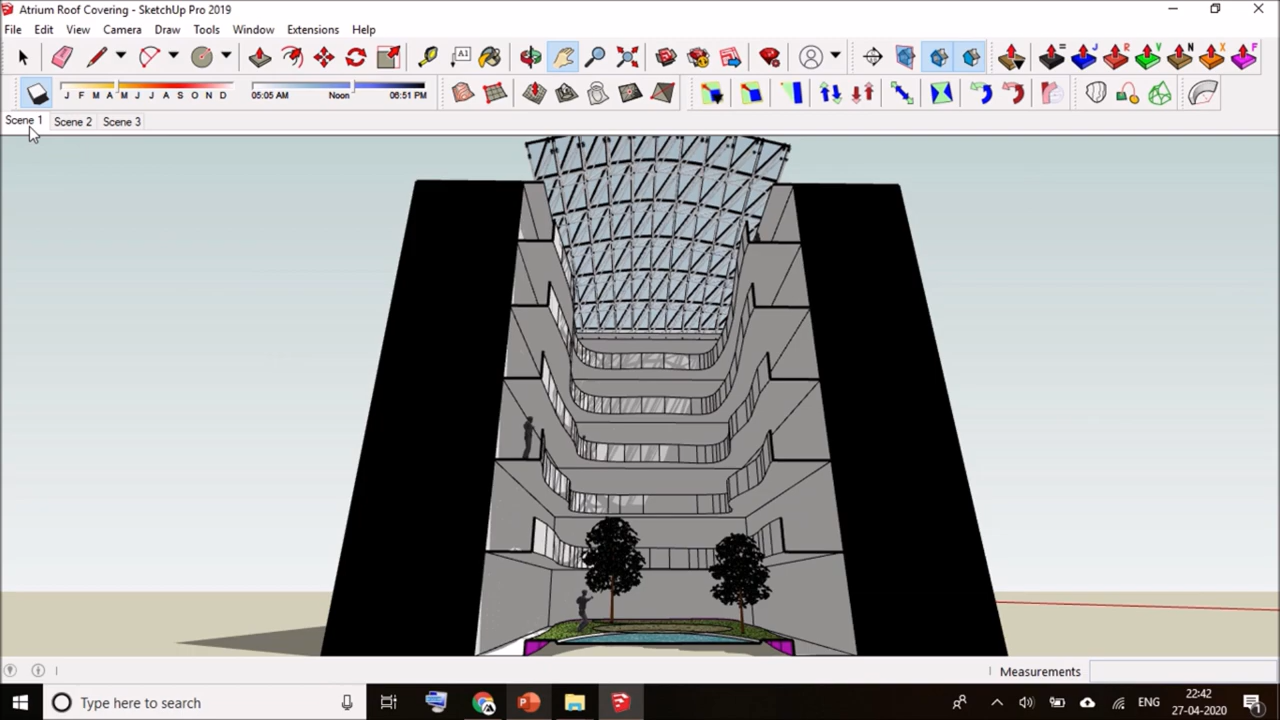 Atrium Roof Covering - SketchUp Pro 2019
File Edit View Camera Draw Tools Window Extensions Help
A1 = J R V N X F
J F M A M J J A S O N D 05:05 AM Noon 06:51 PM
Scene 1 Scene 2 Scene 3
Measurements
Type here to search ENG 22:42
27-04-2020 1